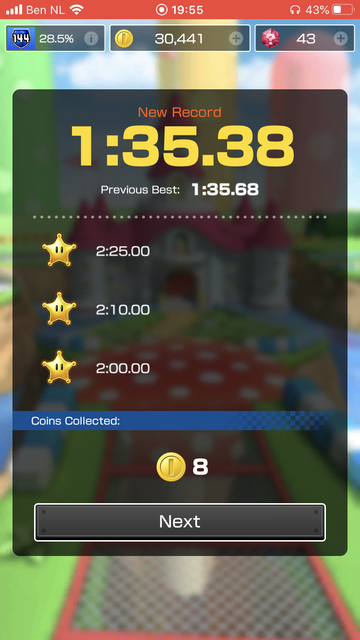 Ben NL 19:55 43%
144 28.5% i 30,441 + 43 +
New Record
1:35.38
Previous Best: 1:35.68
2:25.00
2:10.00
2:00.00
Coins Collected:
8
Next